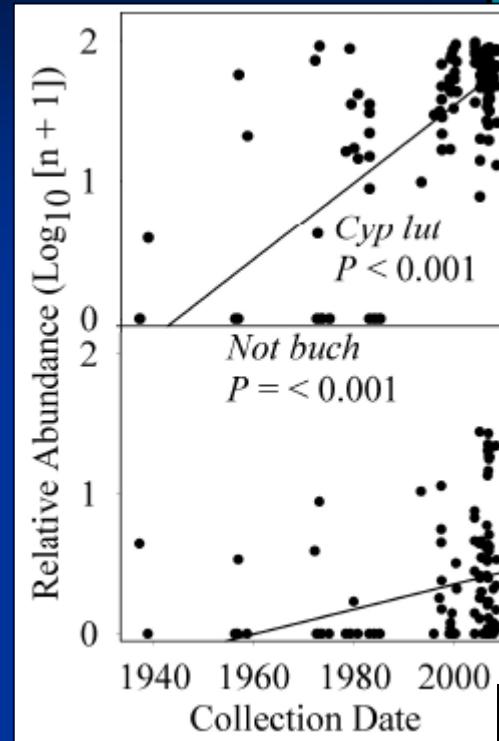 Relative Abundance (Log10 [n + 1])
2
1
0
Cyp lut
P < 0.001
2
1
0
Not buch
P = < 0.001
1940 1960 1980 2000
Collection Date